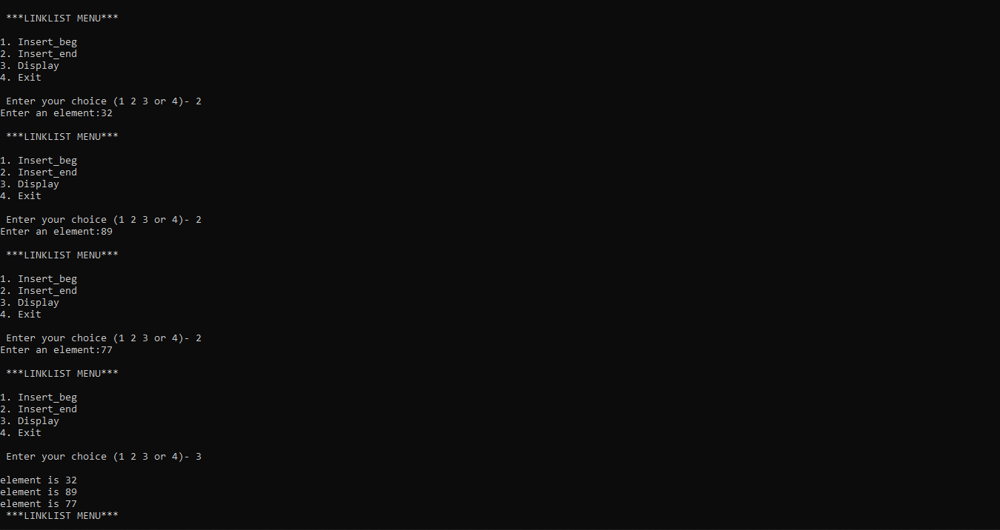 ***LINKLIST MENU***
1. Insert_beg
2. Insert_end
3. Display
4. Exit
Enter your choice (1 2 3 or 4)- 2
Enter an element:32
***LINKLIST MENU***
1. Insert_beg
2. Insert_end
3. Display
4. Exit
Enter your choice (1 2 3 or 4)- 2
Enter an element:89
***LINKLIST MENU***
1. Insert_beg
2. Insert_end
3. Display
4. Exit
Enter your choice (1 2 3 or 4)- 2
Enter an element:77
***LINKLIST MENU***
1. Insert_beg
2. Insert_end
3. Display
4. Exit
Enter your choice (1 2 3 or 4)- 3
element is 32
element is 89
element is 77
***LINKLIST MENU***